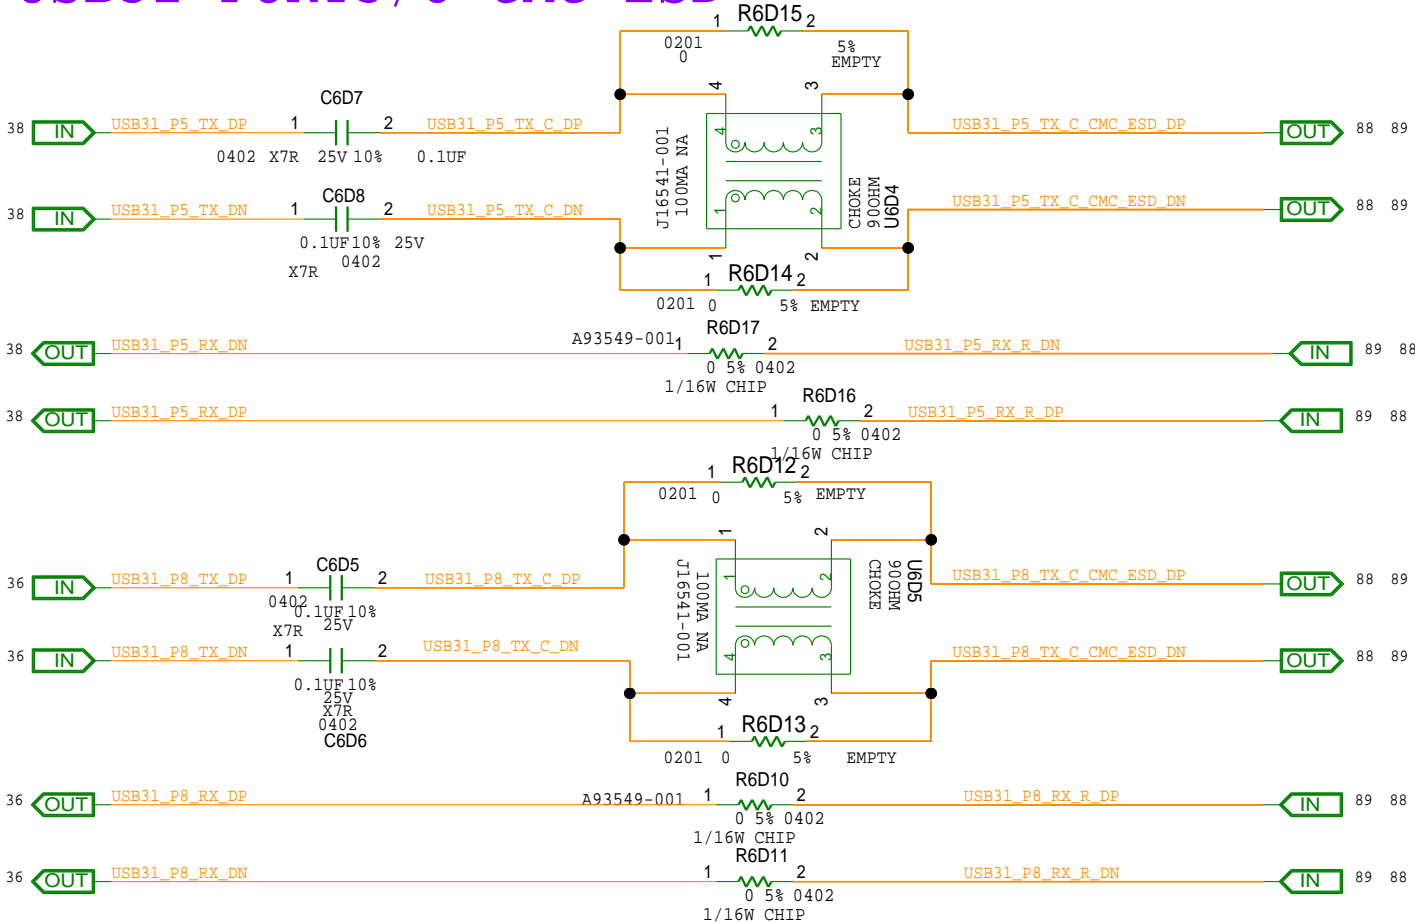 R6D15
1 2
0201
0
5%
EMPTY
4 3
C6D7
38 IN USB31_P5_TX_DP 1 2 USB31_P5_TX_C_DP
0402 X7R 25V 10% 0.1UF
4 3
J16541-001
100MA NA
USB31_P5_TX_C_CMC_ESD_DP OUT 88 89
C6D8
38 IN USB31_P5_TX_DN 1 2 USB31_P5_TX_C_DN
0.1UF 10% 25V
0402
X7R
1 2
CHOKE
90OHM
U6D4
USB31_P5_TX_C_CMC_ESD_DN OUT 88 89
1 2
1 R6D14 2
0201 0 5% EMPTY
R6D17
38 OUT USB31_P5_RX_DN A93549-001 1 2 USB31_P5_RX_R_DN IN 89 88
0 5% 0402
1/16W CHIP
R6D16
38 OUT USB31_P5_RX_DP 1 2 USB31_P5_RX_R_DP IN 89 88
0 5% 0402
1/16W CHIP
1 R6D12 2
0201 0 5% EMPTY
1 2
C6D5
36 IN USB31_P8_TX_DP 1 2 USB31_P8_TX_C_DP
0402
0.1UF 10%
25V
X7R
1 2
100MA NA
J16541-001
U6D5
90OHM
CHOKE
USB31_P8_TX_C_CMC_ESD_DP OUT 88 89
36 IN USB31_P8_TX_DN 1 2 USB31_P8_TX_C_DN
0.1UF 10%
25V
X7R
0402
C6D6
4 3
USB31_P8_TX_C_CMC_ESD_DN OUT 88 89
4 3
1 R6D13 2
0201 0 5% EMPTY
R6D10
36 OUT USB31_P8_RX_DP A93549-001 1 2 USB31_P8_RX_R_DP IN 89 88
0 5% 0402
1/16W CHIP
R6D11
36 OUT USB31_P8_RX_DN 1 2 USB31_P8_RX_R_DN IN 89 88
0 5% 0402
1/16W CHIP